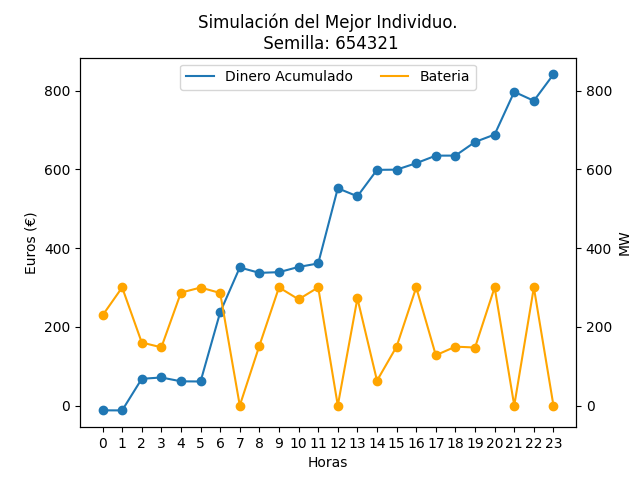 Simulación del Mejor Individuo.
Semilla: 654321
Dinero Acumulado Bateria
800 800
600 600
400 400
200 200
0 0
Euros (€)
MW
0 1 2 3 4 5 6 7 8 9 10 11 12 13 14 15 16 17 18 19 20 21 22 23
Horas